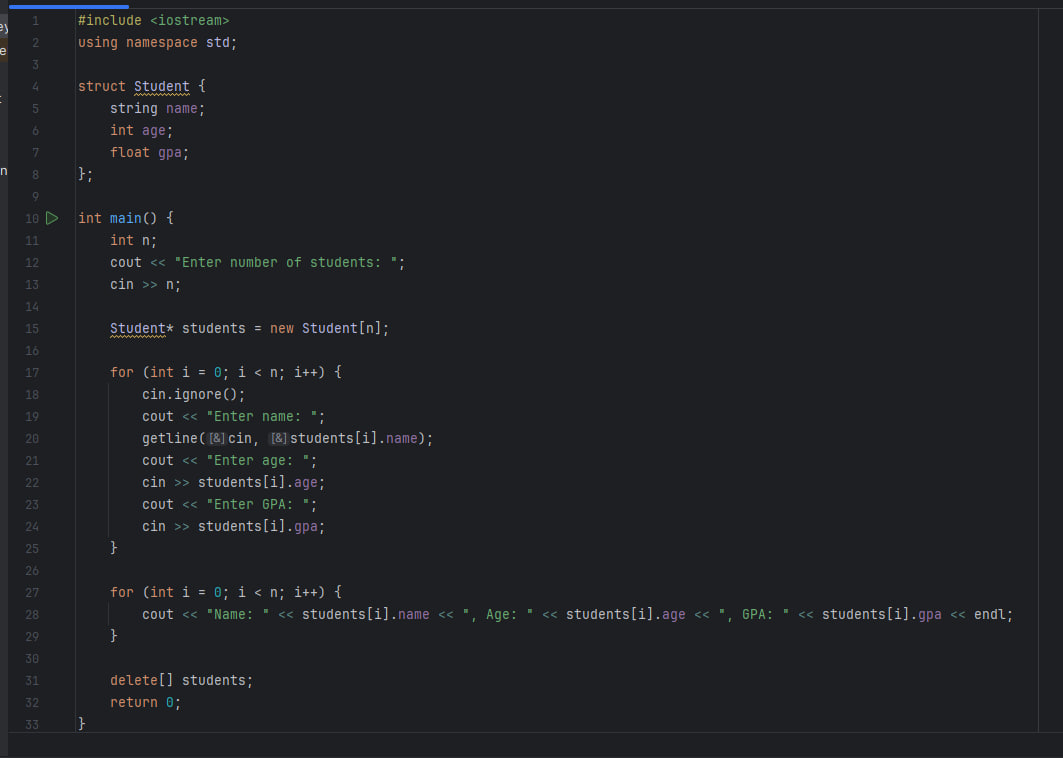 1 #include <iostream>
2 using namespace std;
3
4 struct Student {
5     string name;
6     int age;
7     float gpa;
8 };
9
10 int main() {
11     int n;
12     cout << "Enter number of students: ";
13     cin >> n;
14
15     Student* students = new Student[n];
16
17     for (int i = 0; i < n; i++) {
18         cin.ignore();
19         cout << "Enter name: ";
20         getline([&]cin, [&]students[i].name);
21         cout << "Enter age: ";
22         cin >> students[i].age;
23         cout << "Enter GPA: ";
24         cin >> students[i].gpa;
25     }
26
27     for (int i = 0; i < n; i++) {
28         cout << "Name: " << students[i].name << ", Age: " << students[i].age << ", GPA: " << students[i].gpa << endl;
29     }
30
31     delete[] students;
32     return 0;
33 }